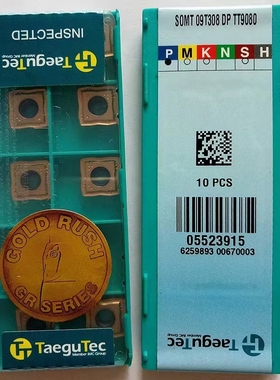 TaeguTec
Member IMC Group
INSPECTED
GOLD RUSH
GR SERIES
TaeguTec
Member IMC Group
SOMT 09T308 DP TT9080
P M K N S H
TaeguTec
Member IMC Group
10 PCS
05523915
6259893 00670003